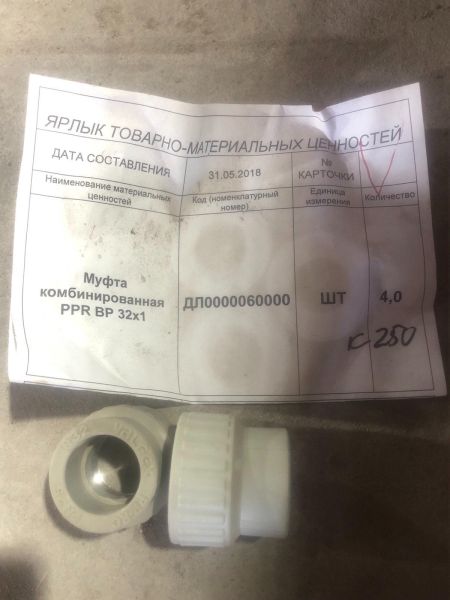 ЯРЛЫК ТОВАРНО-МАТЕРИАЛЬНЫХ ЦЕННОСТЕЙ
ДАТА СОСТАВЛЕНИЯ
31.05.2018
№
КАРТОЧКИ
Наименование материальных
ценностей
Код (номенклатурный
номер)
Единица
измерения
Количество
Муфта
комбинированная
PPR ВР 32х1
ДЛ0000060000
ШТ
4,0
к-250